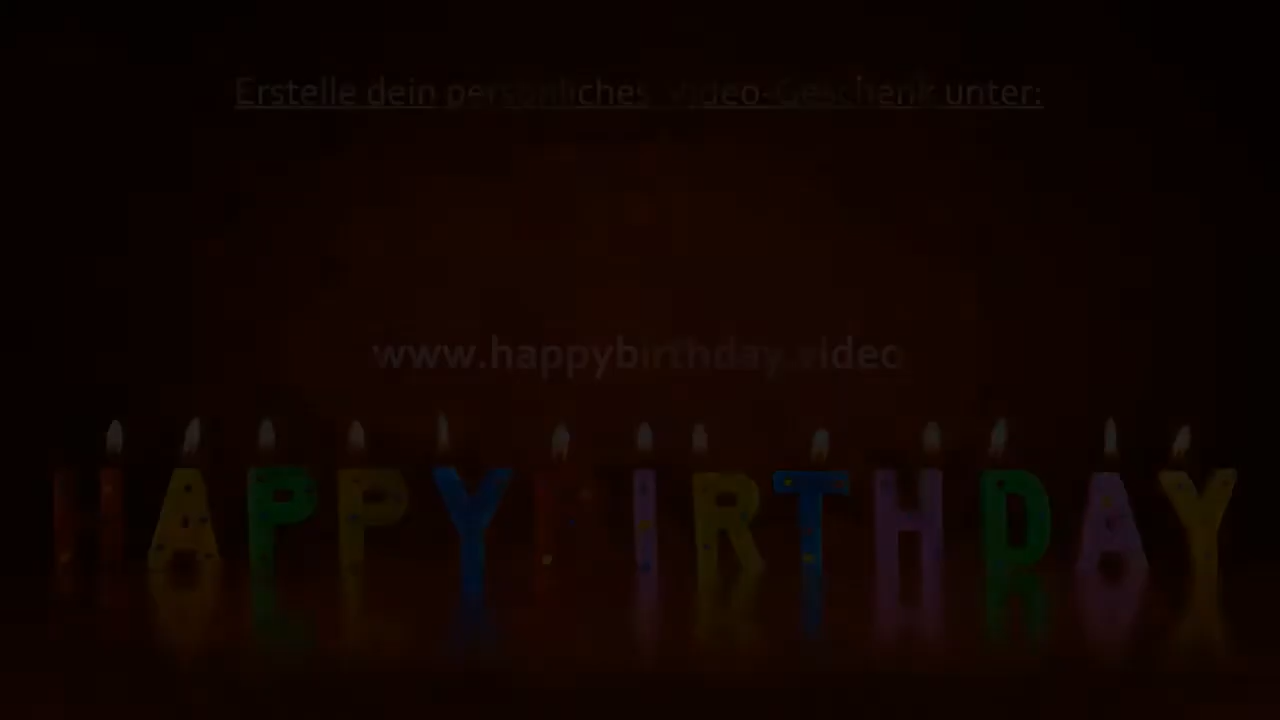 Erstelle dein persönliches Video-Geschenk unter:
www.happybirthday.video
HAPPY BIRTHDAY